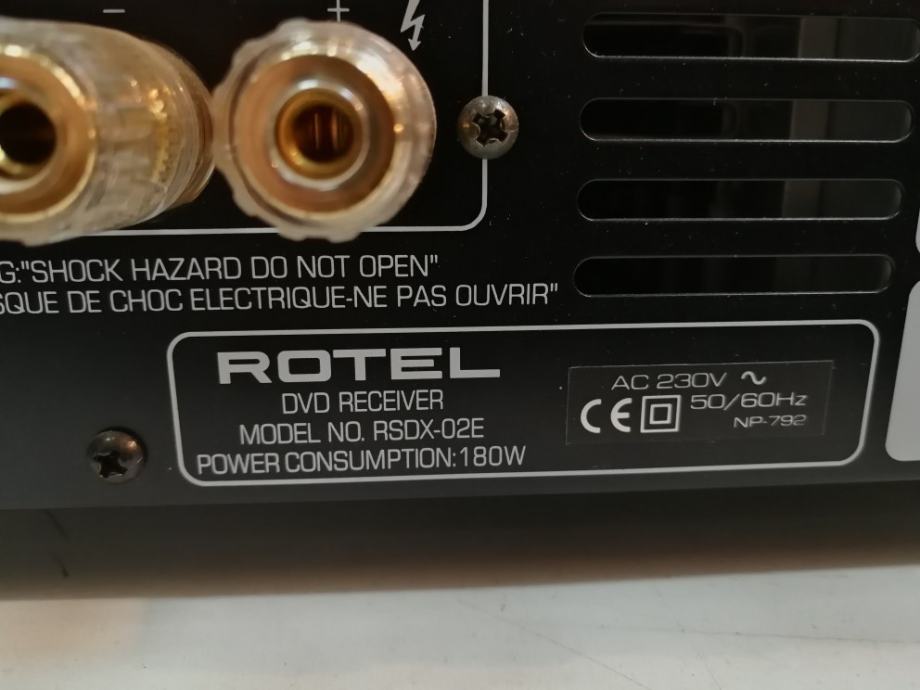 − +
"SHOCK HAZARD DO NOT OPEN"
DE CHOC ELECTRIQUE-NE PAS OUVRIR"
ROTEL
DVD RECEIVER
MODEL NO. RSDX-02E
POWER CONSUMPTION:180W
AC 230V ~
CE 50/60Hz
NP-792